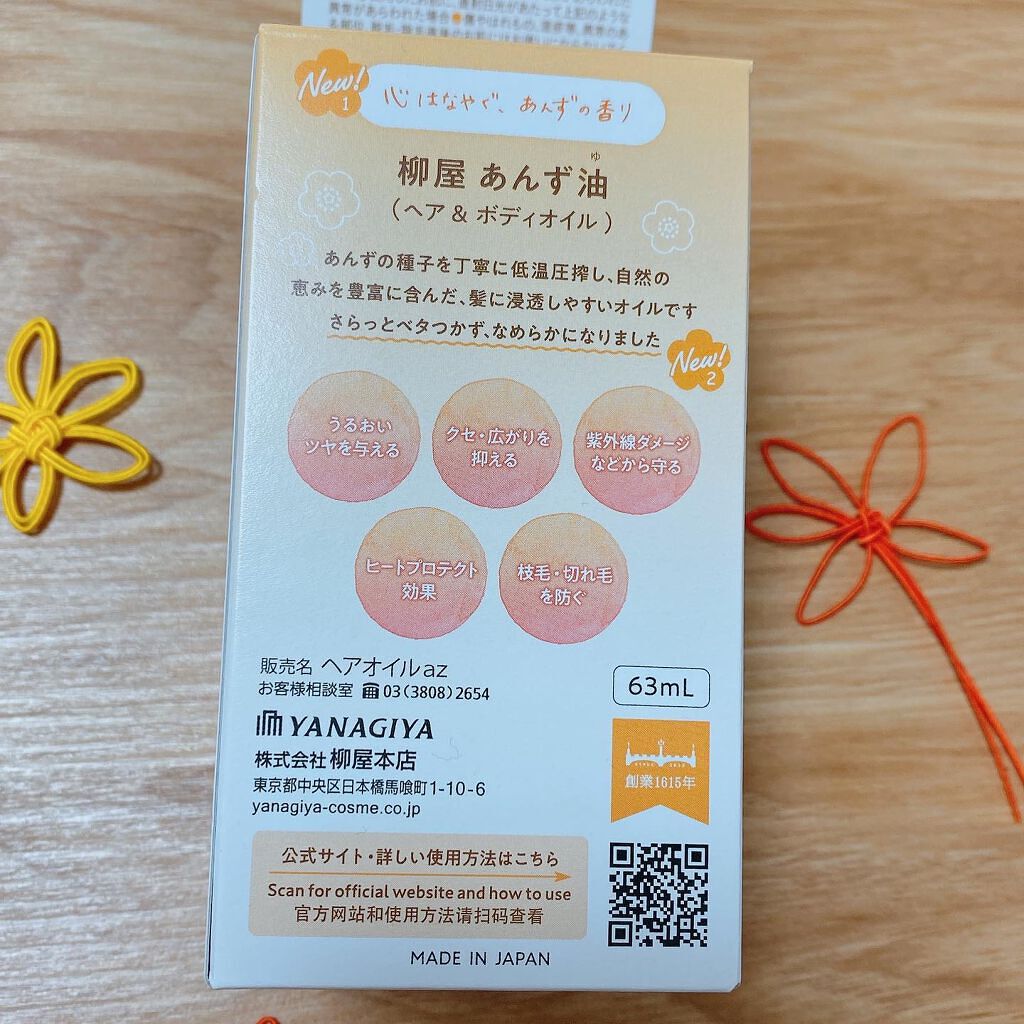 異常があらわれた場合
New! 1
心はなやぐ、あんずの香り
ゆ
柳屋 あんず油
(ヘア & ボディオイル)
あんずの種子を丁寧に低温圧搾し、自然の
恵みを豊富に含んだ、髪に浸透しやすいオイルです
さらっとベタつかず、なめらかになりました
New! 2
うるおい
ツヤを与える
クセ・広がりを
抑える
紫外線ダメージ
などから守る
ヒートプロテクト
効果
枝毛・切れ毛
を防ぐ
販売名 ヘアオイルaz
お客様相談室 03(3808)2654
63mL
YANAGIYA
株式会社 柳屋本店
東京都中央区日本橋馬喰町1-10-6
yanagiya-cosme.co.jp
創業1615年
公式サイト・詳しい使用方法はこちら
Scan for official website and how to use
官方网站和使用方法请扫码查看
MADE IN JAPAN